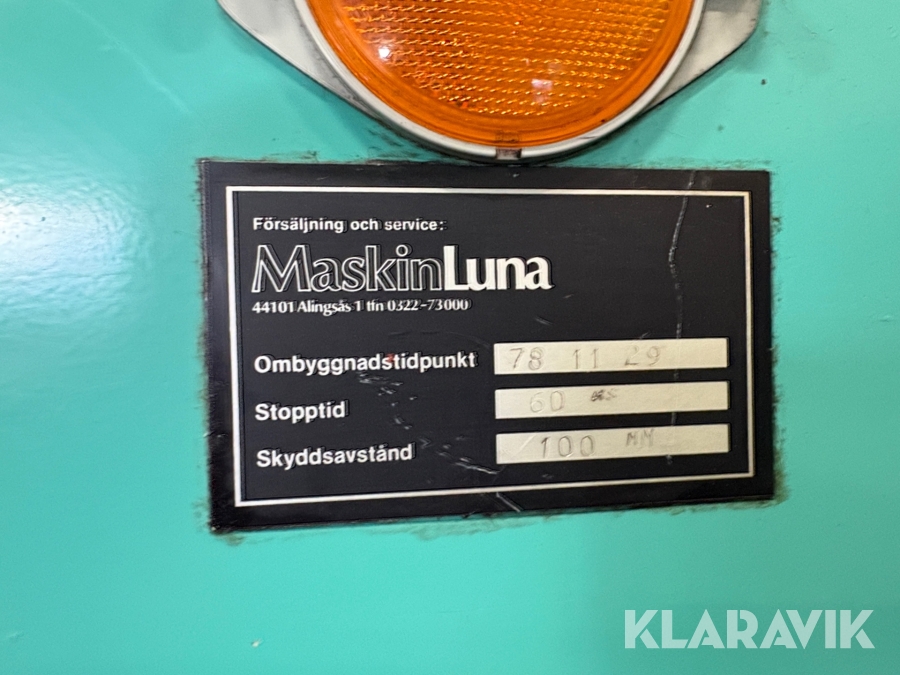 Försäljning och service:
MaskinLuna
44101 Alingsås 1 tfn 0322-73000
Ombyggnadstidpunkt 78 11 29
Stopptid 60 ms
Skyddsavstånd 100 MM
KLARAVIK